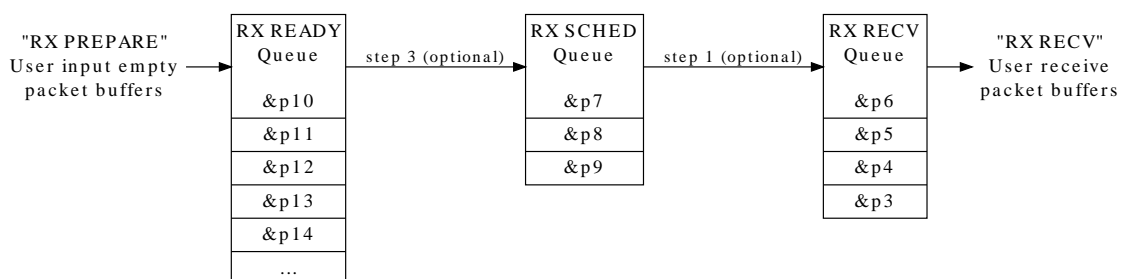 "RX PREPARE"
User input empty
packet buffers
RX READY
Queue
&p10
&p11
&p12
&p13
&p14
...
step 3 (optional)
RX SCHED
Queue
&p7
&p8
&p9
step 1 (optional)
RX RECV
Queue
&p6
&p5
&p4
&p3
"RX RECV"
User receive
packet buffers